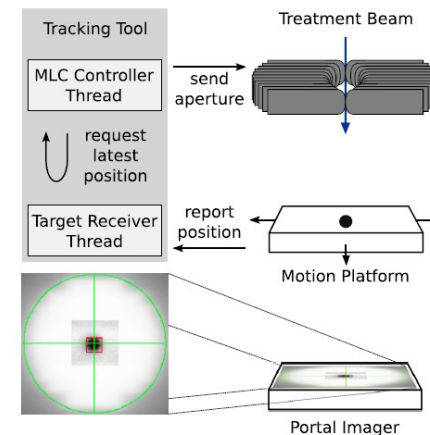 Tracking Tool
MLC Controller
Thread
request
latest
position
Target Receiver
Thread
send
aperture
report
position
Treatment Beam
Motion Platform
Portal Imager